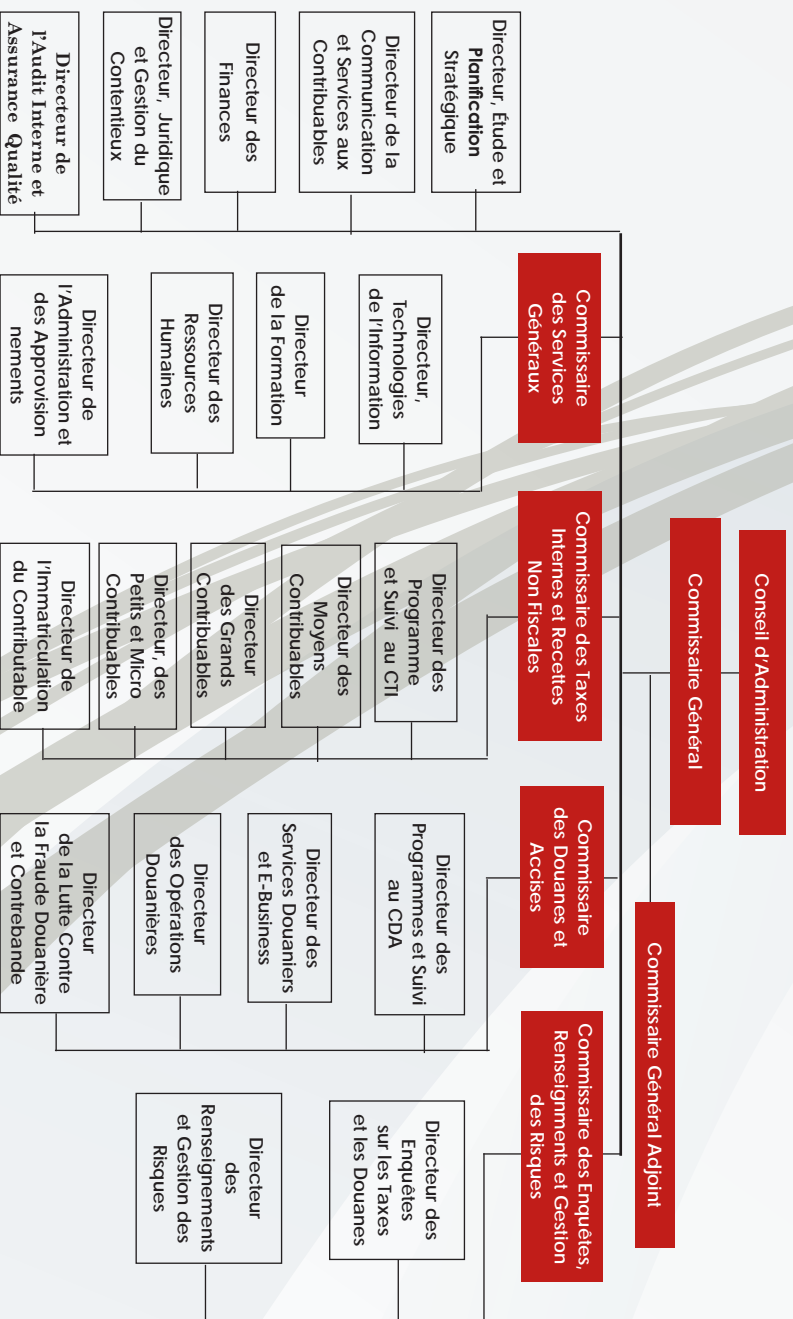 Conseil d'Administration
Commissaire Général
Commissaire Général Adjoint
Commissaire
des Services
Généraux
Commissaire des Taxes
Internes et Recettes
Non Fiscales
Commissaire
des Douanes et
Accises
Commissaire des Enquêtes,
Renseignments et Gestion
des Risques
Directeur, Étude et
Planification
Stratégique
Directeur de la
Communication
et Services aux
Contribuables
Directeur des
Finances
Directeur, Juridique
et Gestion du
Contentieux
Directeur de
l'Audit Interne et
Assurance Qualité
Directeur,
Technologies
de l'Information
Directeur
de la Formation
Directeur des
Ressources
Humaines
Directeur de
l'Administration et
des Approvision
nements
Directeur des
Programme
et Suivi au CTI
Directeur des
Moyens
Contribuables
Directeur
des Grands
Contribuables
Directeur, des
Petits et Micro
Contribuables
Directeur de
l'Immatriculation
du Contributable
Directeur des
Programmes et Suivi
au CDA
Directeur des
Services Douaniers
et E-Business
Directeur
des Opérations
Douanières
Directeur
de la Lutte Contre
la Fraude Douanière
et Contrebande
Directeur des
Enquêtes
sur les Taxes
et les Douanes
Directeur
des
Renseignements
et Gestion des
Risques